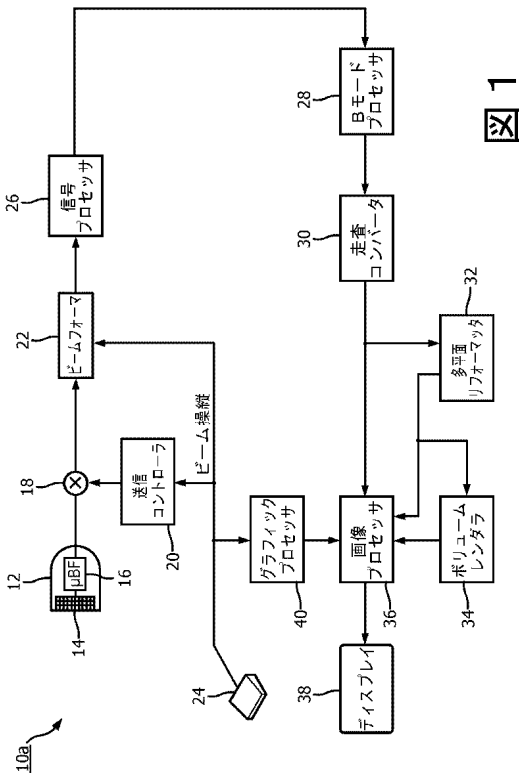 10a
12
μBF
14
16
18
送信
コントローラ
20
22
ビームフォーマ
ビーム操縦
24
26
信号
プロセッサ
28
Bモード
プロセッサ
30
走査
コンバータ
32
多平面
リフォーマッタ
34
ボリューム
レンダラ
36
画像
プロセッサ
38
ディスプレイ
40
グラフィック
プロセッサ
図1